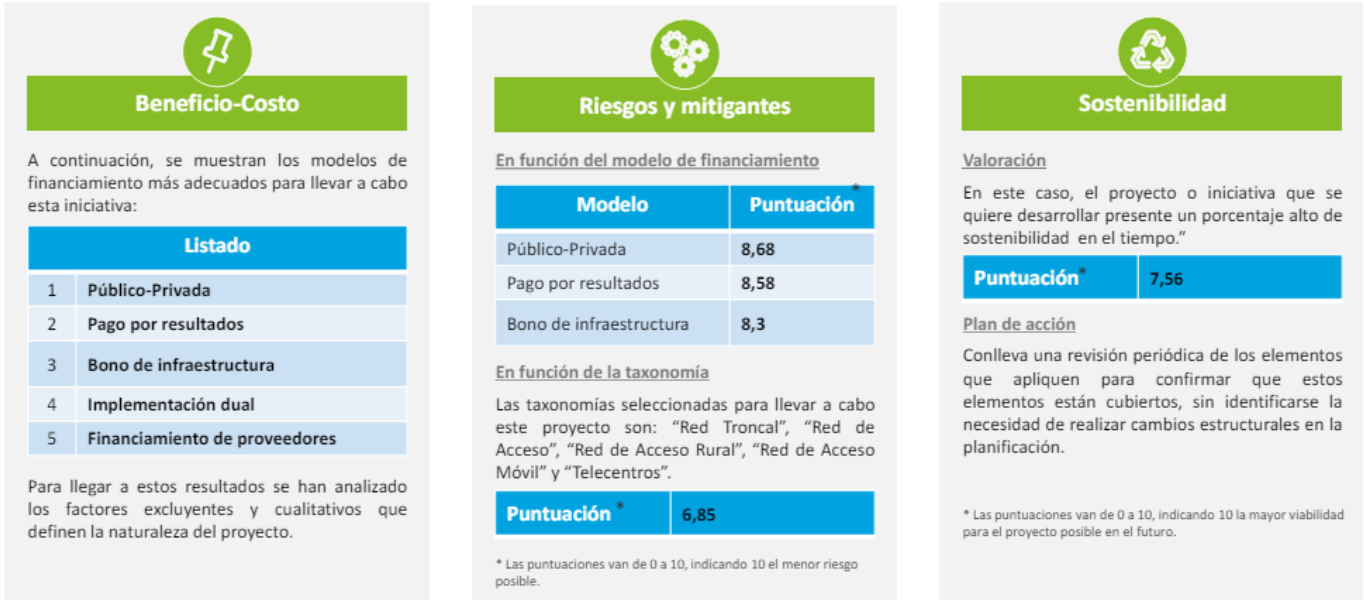 Beneficio-Costo
A continuación, se muestran los modelos de
financiamiento más adecuados para llevar a cabo
esta iniciativa:
Listado
1 Público-Privada
2 Pago por resultados
3 Bono de infraestructura
4 Implementación dual
5 Financiamiento de proveedores
Para llegar a estos resultados se han analizado
los factores excluyentes y cualitativos que
definen la naturaleza del proyecto.
Riesgos y mitigantes
En función del modelo de financiamiento
Modelo Puntuación*
Público-Privada 8,68
Pago por resultados 8,58
Bono de infraestructura 8,3
En función de la taxonomía
Las taxonomías seleccionadas para llevar a cabo
este proyecto son: “Red Troncal”, “Red de
Acceso”, “Red de Acceso Rural”, “Red de Acceso
Móvil” y “Telecentros”.
Puntuación * 6,85
* Las puntuaciones van de 0 a 10, indicando 10 el menor riesgo
posible.
Sostenibilidad
Valoración
En este caso, el proyecto o iniciativa que se
quiere desarrollar presente un porcentaje alto de
sostenibilidad en el tiempo.”
Puntuación* 7,56
Plan de acción
Conlleva una revisión periódica de los elementos
que apliquen para confirmar que estos
elementos están cubiertos, sin identificarse la
necesidad de realizar cambios estructurales en la
planificación.
* Las puntuaciones van de 0 a 10, indicando 10 la mayor viabilidad
para el proyecto posible en el futuro.